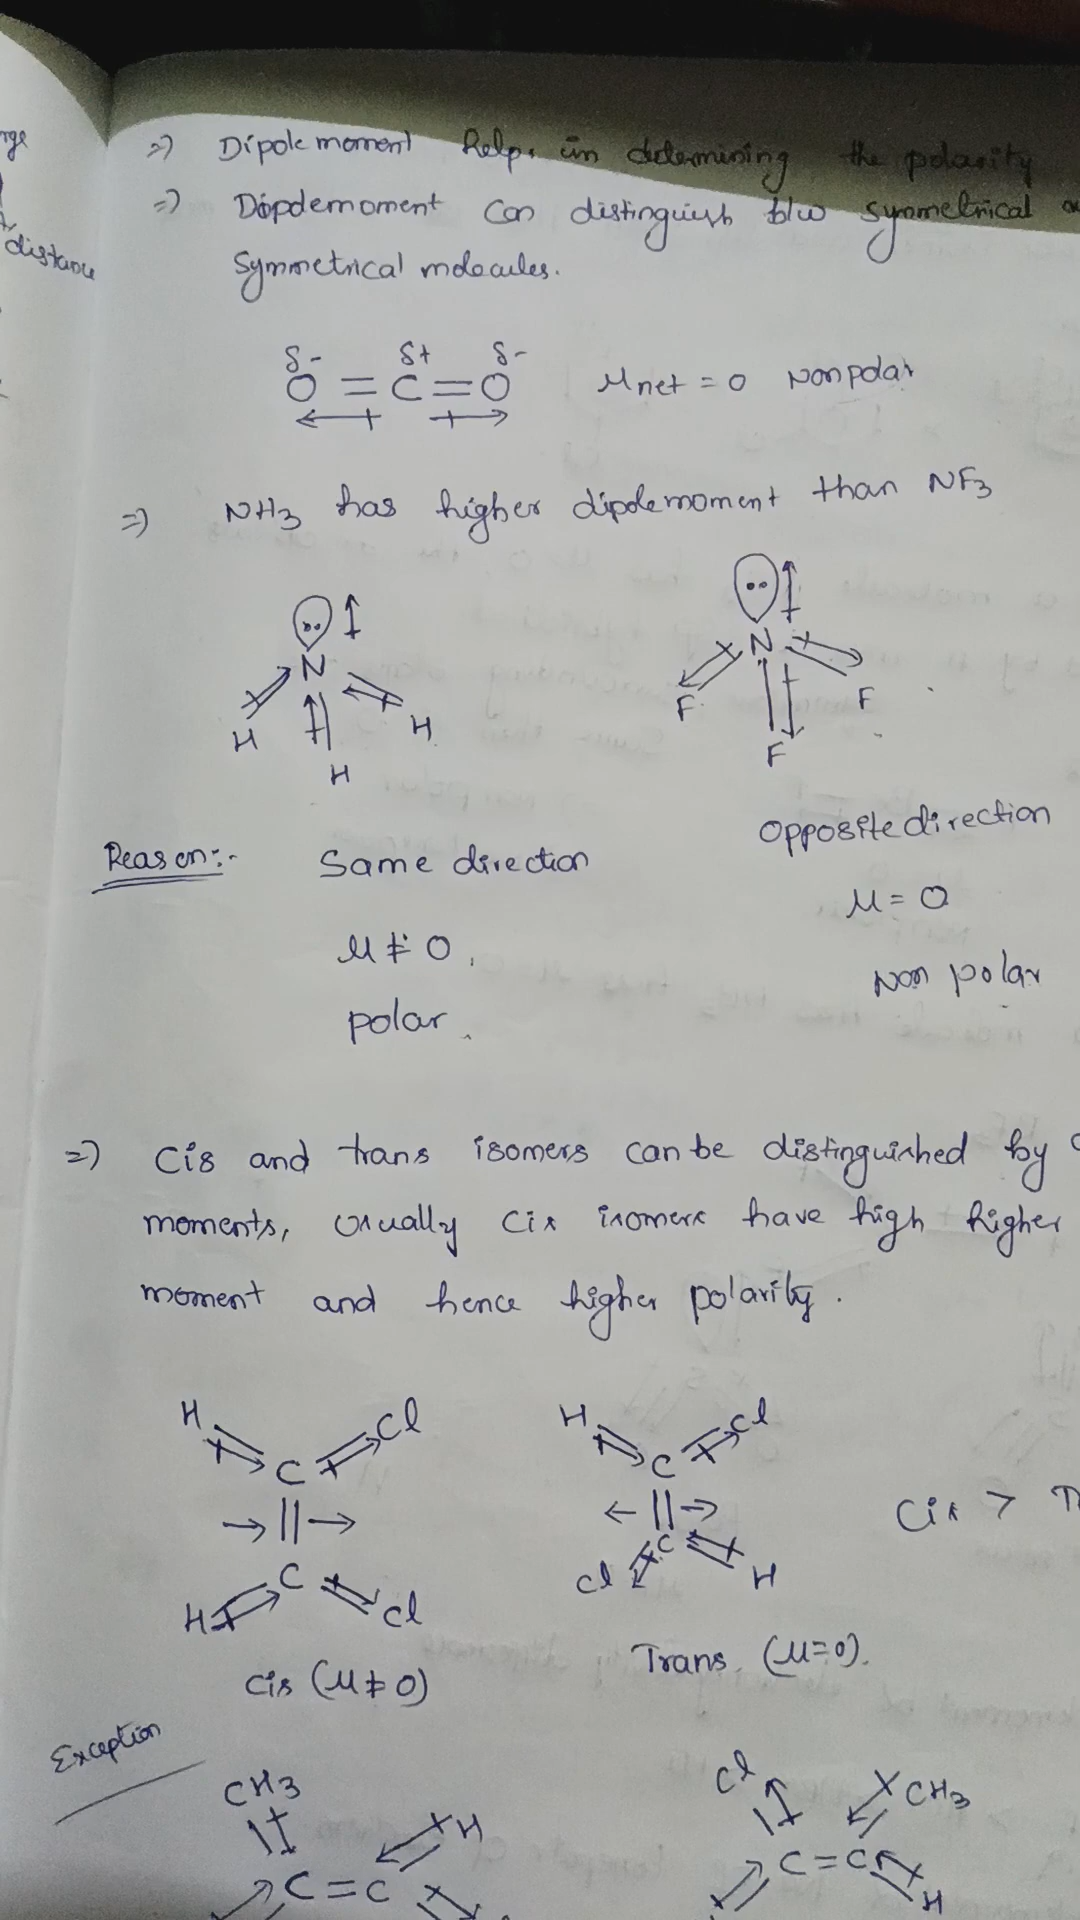 rge
distance
=> Dipole moment helps in determining the polarity
=> Dipdemoment can distinguish b/w symmetrical
Symmetrical molecules.
δ- δ+ δ-
O = C = O μnet = 0 Nonpolar
=> NH3 has higher dipolemoment than NF3
N N
H H F F
H F
Reason:- Same direction Opposite direction
μ ≠ 0. μ = 0
polar. Non polar
=> Cis and trans isomers can be distinguished by
moments, usually cis isomers have high higher
moment and hence higher polarity.
H Cl H Cl
C C
|| || Cis >
C C
H Cl Cl H
cis (μ ≠ 0) Trans (μ=0).
Exception
CH3 H Cl CH3
C = C C = C
H